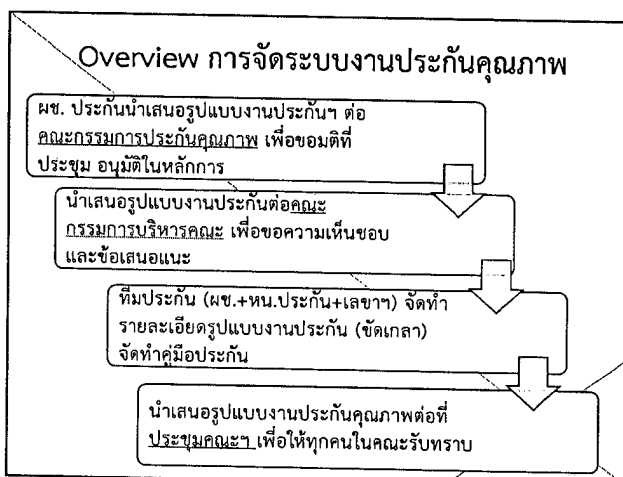 Overview การจัดระบบงานประกันคุณภาพ
ผช. ประกันนำเสนอรูปแบบงานประกันฯ ต่อ
คณะกรรมการประกันคุณภาพ เพื่อขอมติที่
ประชุม อนุมัติในหลักการ
นำเสนอรูปแบบงานประกันต่อคณะ
กรรมการบริหารคณะ เพื่อขอความเห็นชอบ
และข้อเสนอแนะ
ทีมประกัน (ผช.+หน.ประกัน+เลขาฯ) จัดทำ
รายละเอียดรูปแบบงานประกัน (ขัดเกลา)
จัดทำคู่มือประกัน
นำเสนอรูปแบบงานประกันคุณภาพต่อที่
ประชุมคณะฯ เพื่อให้ทุกคนในคณะรับทราบ